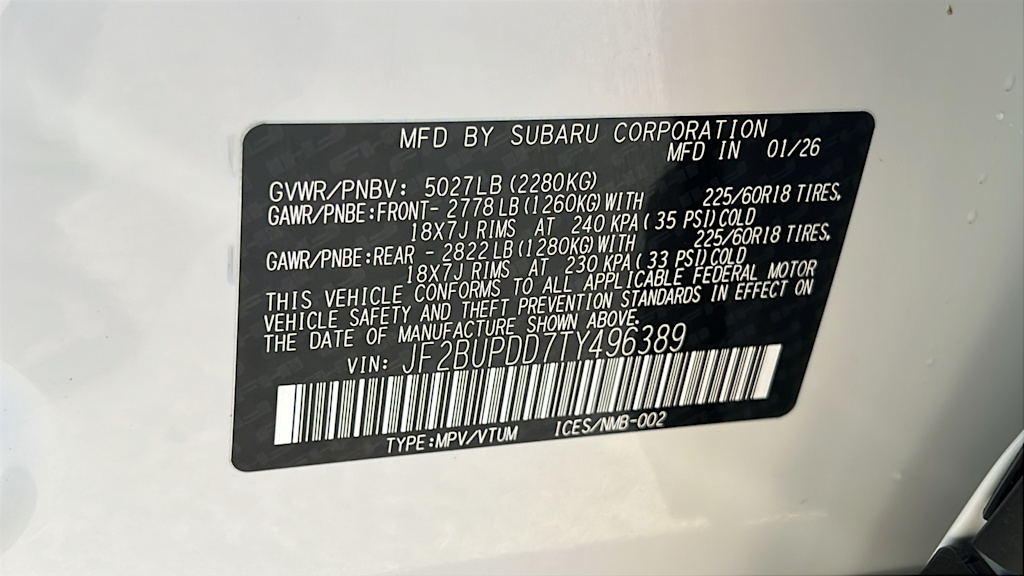 MFD BY SUBARU CORPORATION
MFD IN 01/26
GVWR/PNBV: 5027LB (2280KG)
GAWR/PNBE:FRONT- 2778 LB (1260KG) WITH 225/60R18 TIRES,
18X7J RIMS AT 240 KPA ( 35 PSI) COLD
GAWR/PNBE:REAR - 2822 LB (1280KG) WITH 225/60R18 TIRES,
18X7J RIMS AT 230 KPA ( 33 PSI) COLD
THIS VEHICLE CONFORMS TO ALL APPLICABLE FEDERAL MOTOR
VEHICLE SAFETY AND THEFT PREVENTION STANDARDS IN EFFECT ON
THE DATE OF MANUFACTURE SHOWN ABOVE.
VIN: JF2BUPDD7TY496389
TYPE:MPV/VTUM ICES/NMB-002